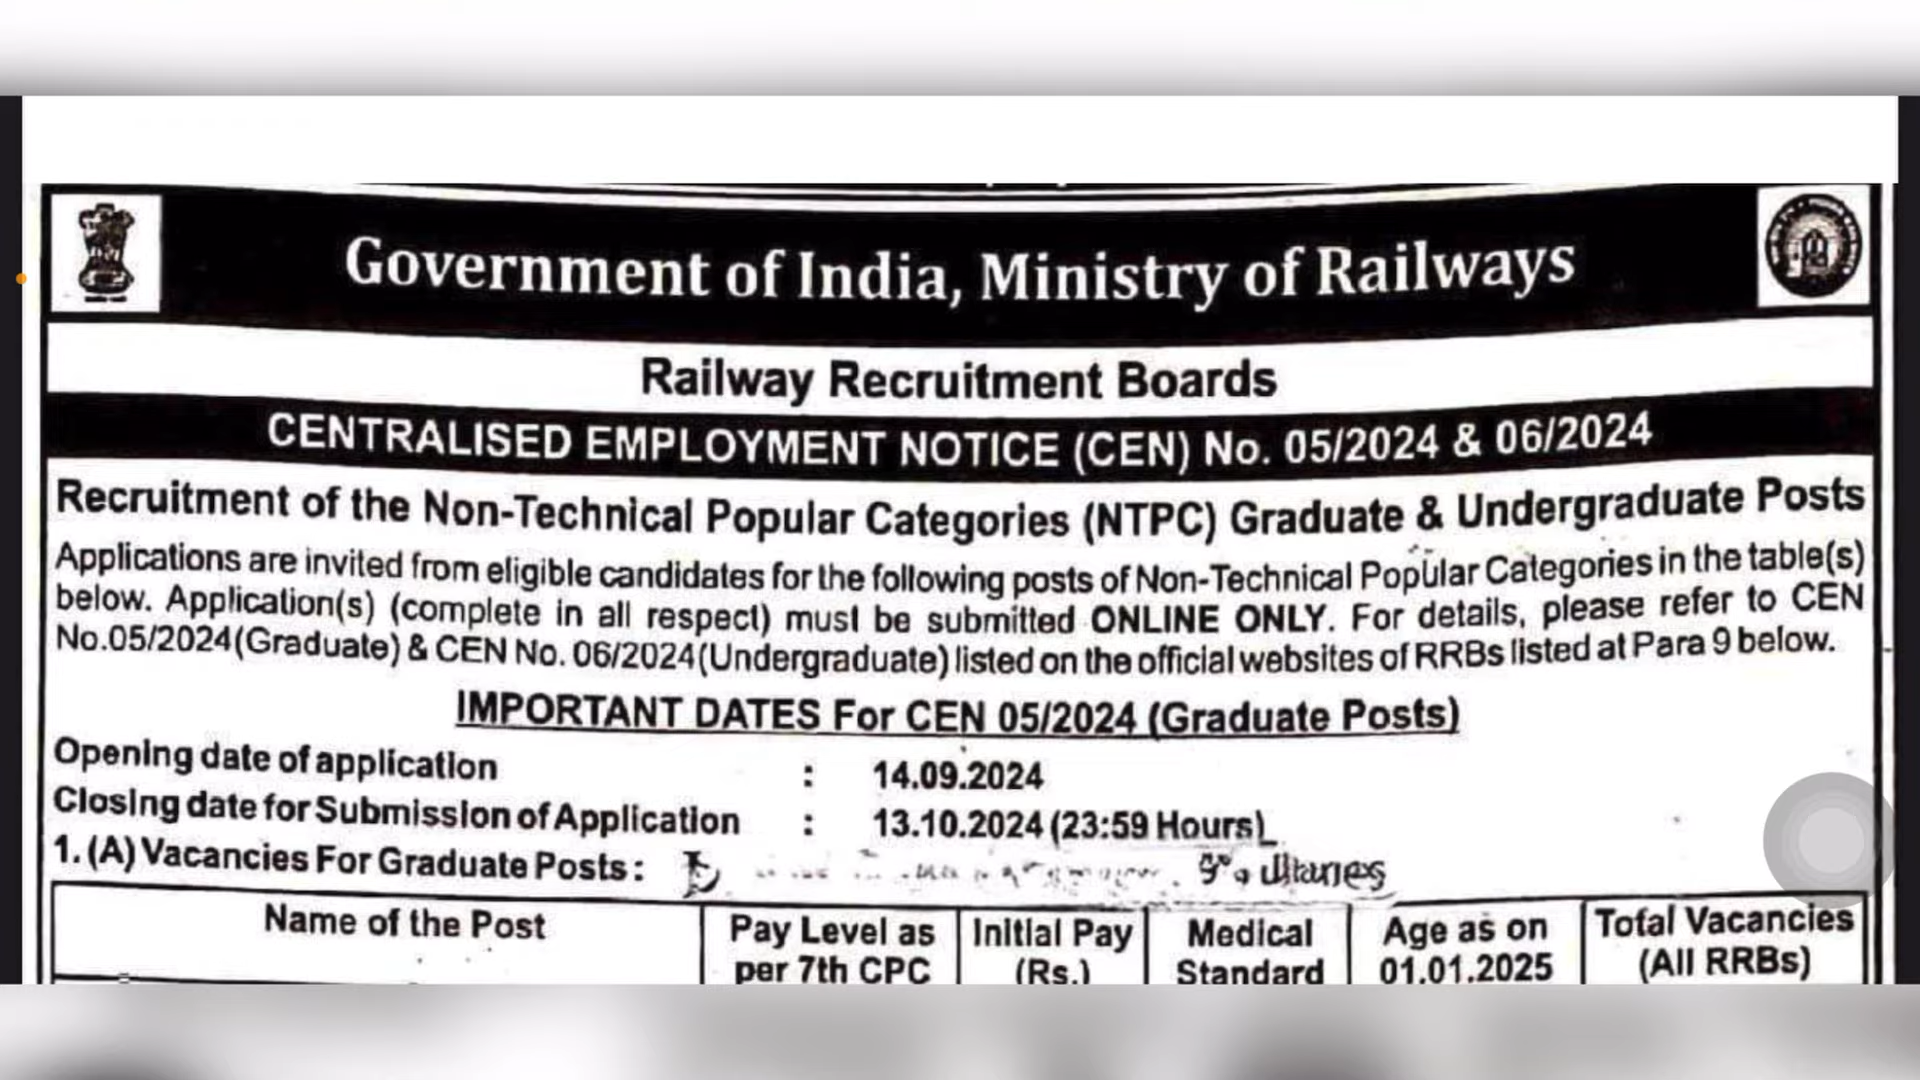 Government of India, Ministry of Railways
Railway Recruitment Boards
CENTRALISED EMPLOYMENT NOTICE (CEN) No. 05/2024 & 06/2024
Recruitment of the Non-Technical Popular Categories (NTPC) Graduate & Undergraduate Posts
Applications are invited from eligible candidates for the following posts of Non-Technical Popular Categories in the table(s)
below. Application(s) (complete in all respect) must be submitted ONLINE ONLY. For details, please refer to CEN
No.05/2024(Graduate) & CEN No. 06/2024(Undergraduate) listed on the official websites of RRBs listed at Para 9 below.
IMPORTANT DATES For CEN 05/2024 (Graduate Posts)
Opening date of application : 14.09.2024
Closing date for Submission of Application : 13.10.2024 (23:59 Hours)
1. (A) Vacancies For Graduate Posts :
Name of the Post
Pay Level as
per 7th CPC
Initial Pay
(Rs.)
Medical
Standard
Age as on
01.01.2025
Total Vacancies
(All RRBs)